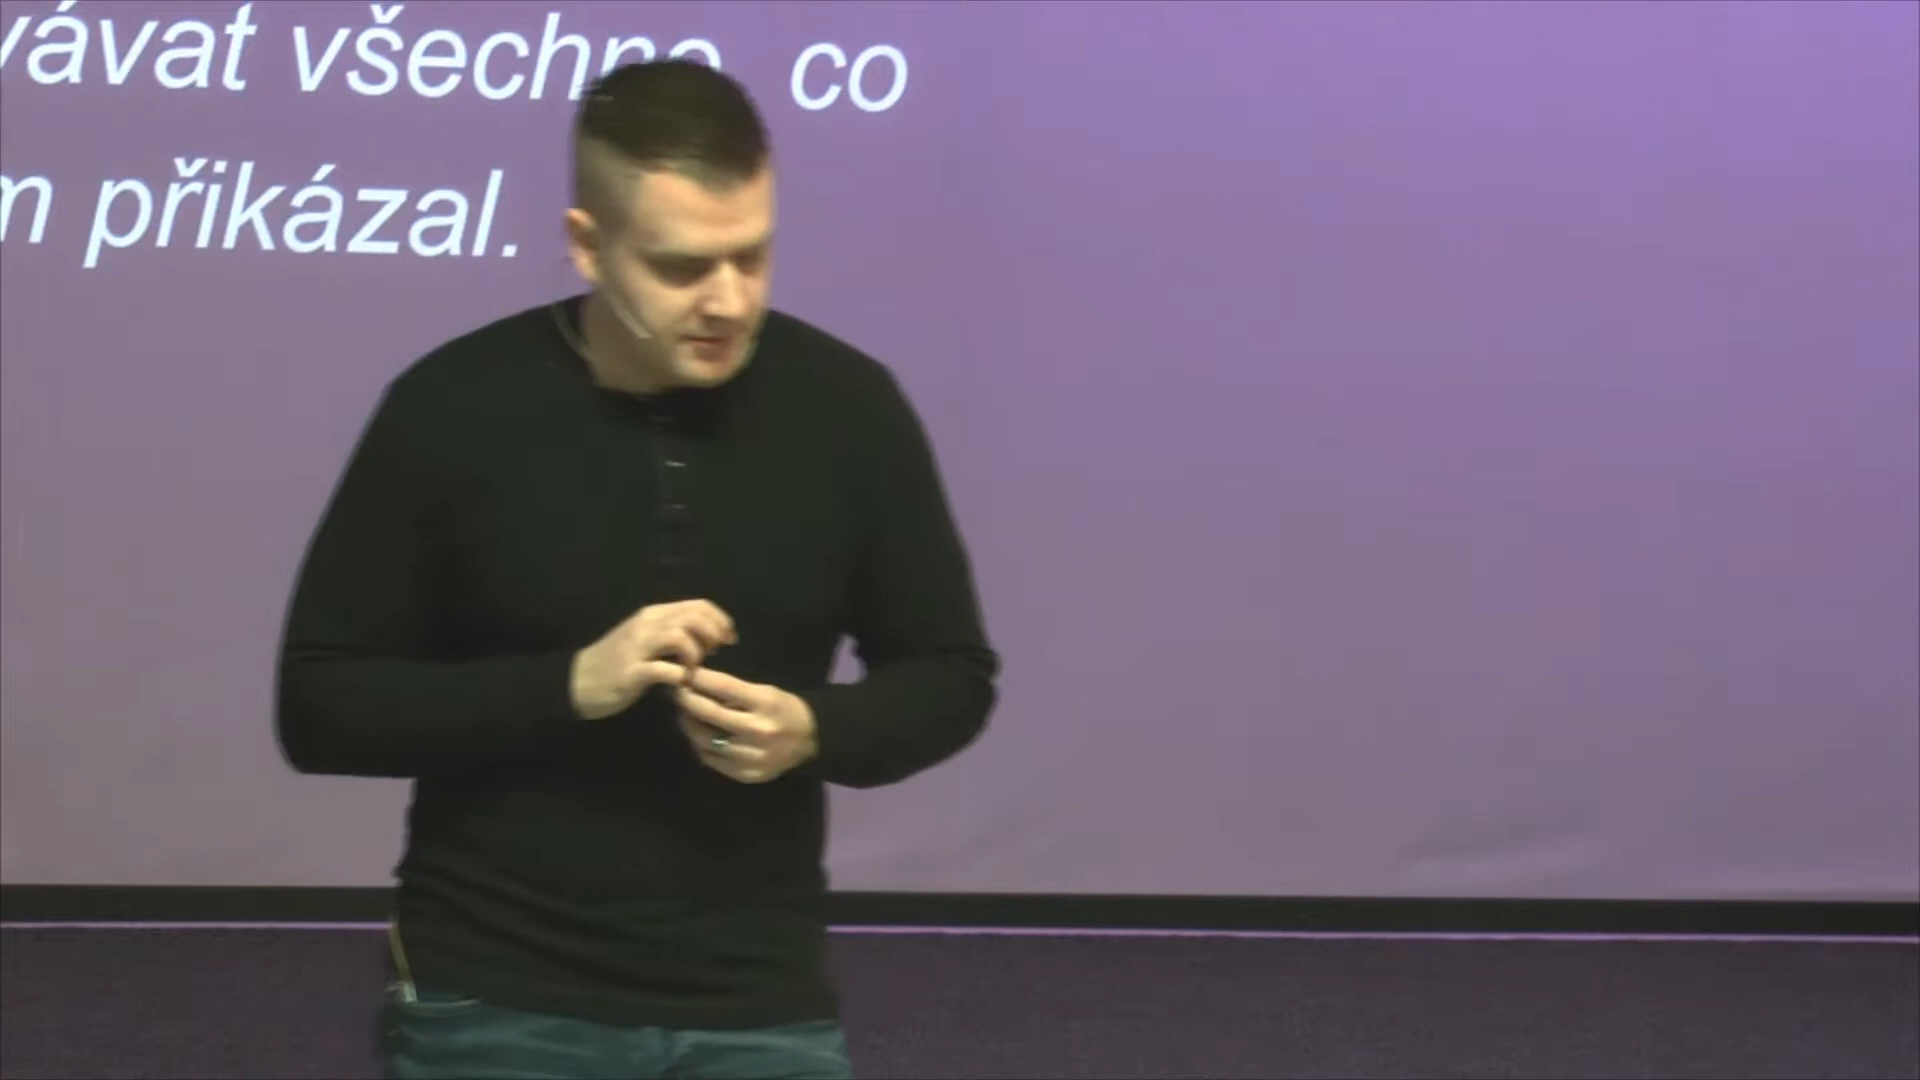 vávat všechno, co
m přikázal.